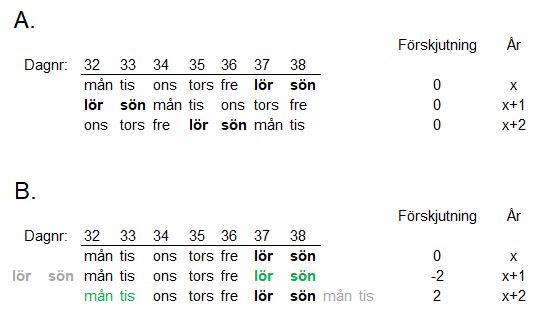 A.
Förskjutning År
Dagnr: 32 33 34 35 36 37 38
mån tis ons tors fre lör sön 0 x
lör sön mån tis ons tors fre 0 x+1
ons tors fre lör sön mån tis 0 x+2
B.
Förskjutning År
Dagnr: 32 33 34 35 36 37 38
mån tis ons tors fre lör sön 0 x
lör sön mån tis ons tors fre lör sön -2 x+1
mån tis ons tors fre lör sön mån tis 2 x+2